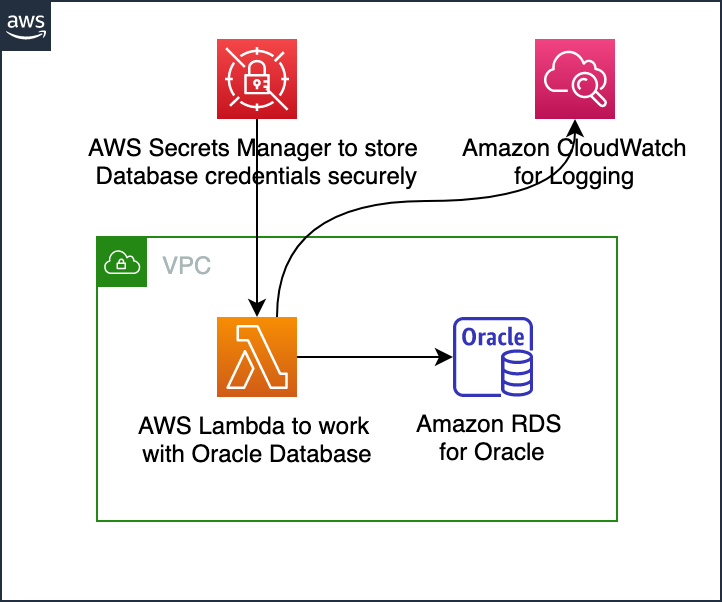 aws
AWS Secrets Manager to store
Database credentials securely
Amazon CloudWatch
for Logging
VPC
Oracle
AWS Lambda to work
with Oracle Database
Amazon RDS
for Oracle